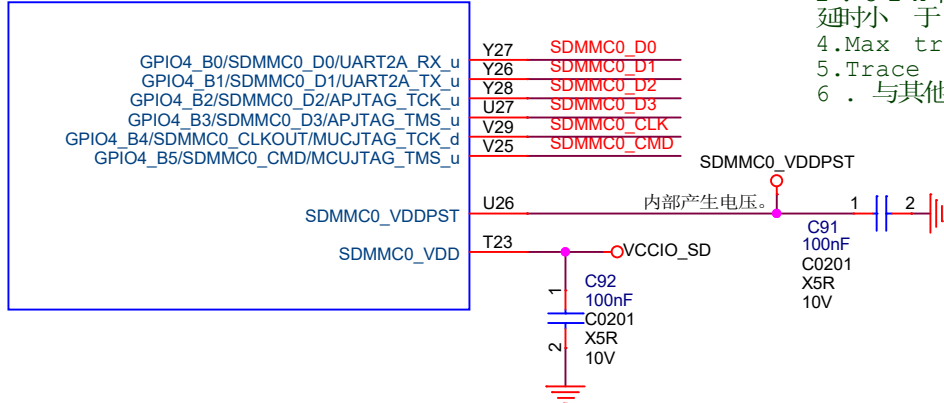 延时小 于
4.Max tr
5.Trace
6 . 与其他
GPIO4_B0/SDMMC0_D0/UART2A_RX_u Y27 SDMMC0_D0
GPIO4_B1/SDMMC0_D1/UART2A_TX_u Y26 SDMMC0_D1
GPIO4_B2/SDMMC0_D2/APJTAG_TCK_u Y28 SDMMC0_D2
GPIO4_B3/SDMMC0_D3/APJTAG_TMS_u U27 SDMMC0_D3
GPIO4_B4/SDMMC0_CLKOUT/MUCJTAG_TCK_d V29 SDMMC0_CLK
GPIO4_B5/SDMMC0_CMD/MCUJTAG_TMS_u V25 SDMMC0_CMD
SDMMC0_VDDPST
SDMMC0_VDDPST U26 内部产生电压。 1 2
C91
100nF
C0201
X5R
10V
SDMMC0_VDD T23 VCCIO_SD
1
C92
100nF
C0201
X5R
10V
2